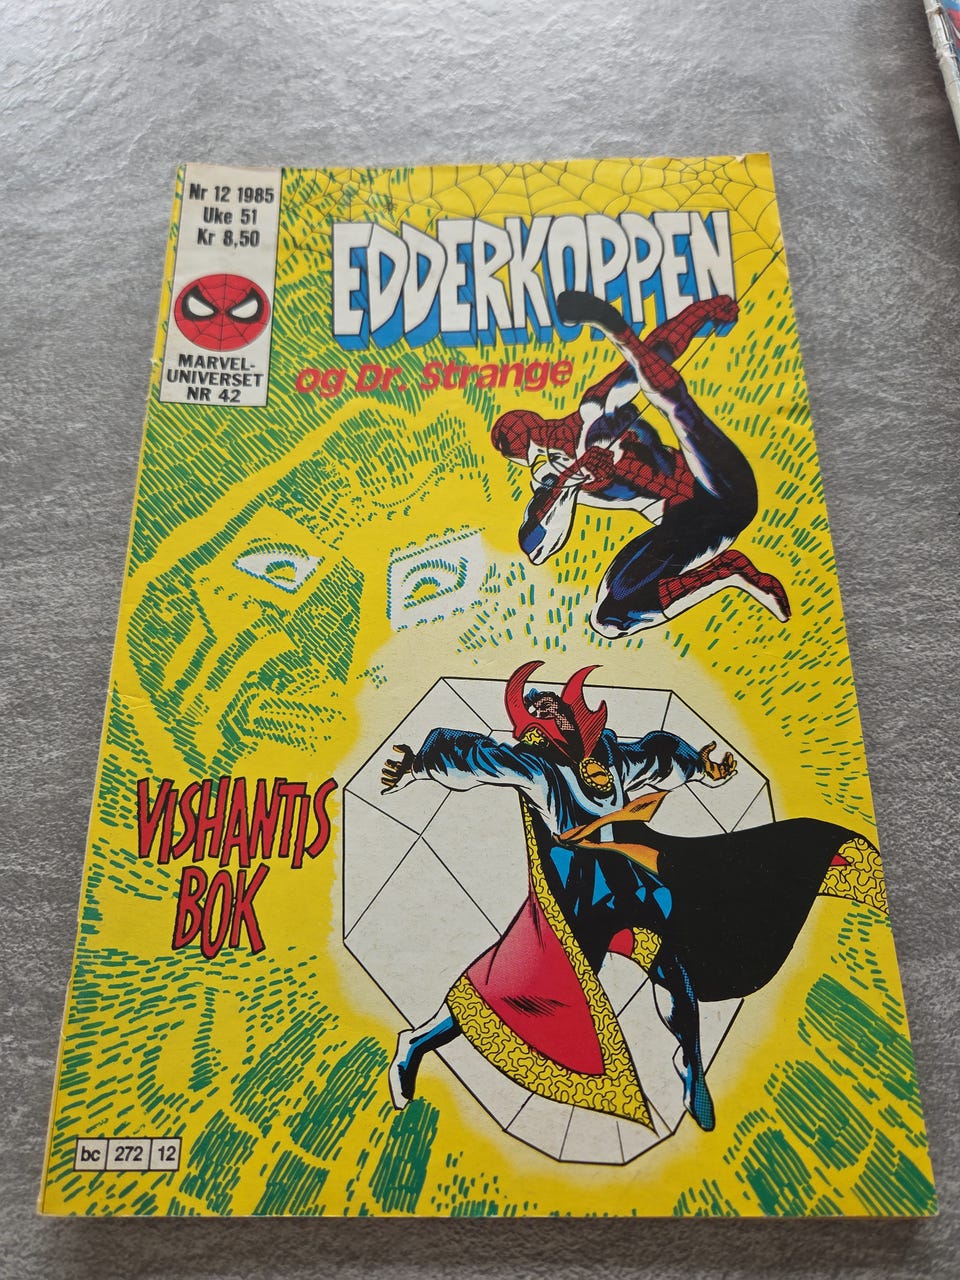 Nr 12 1985
Uke 51
Kr 8,50
MARVEL-
UNIVERSET
NR 42
EDDERKOPPEN
og Dr. Strange
VISHANTIS
BOK
bc 272 12